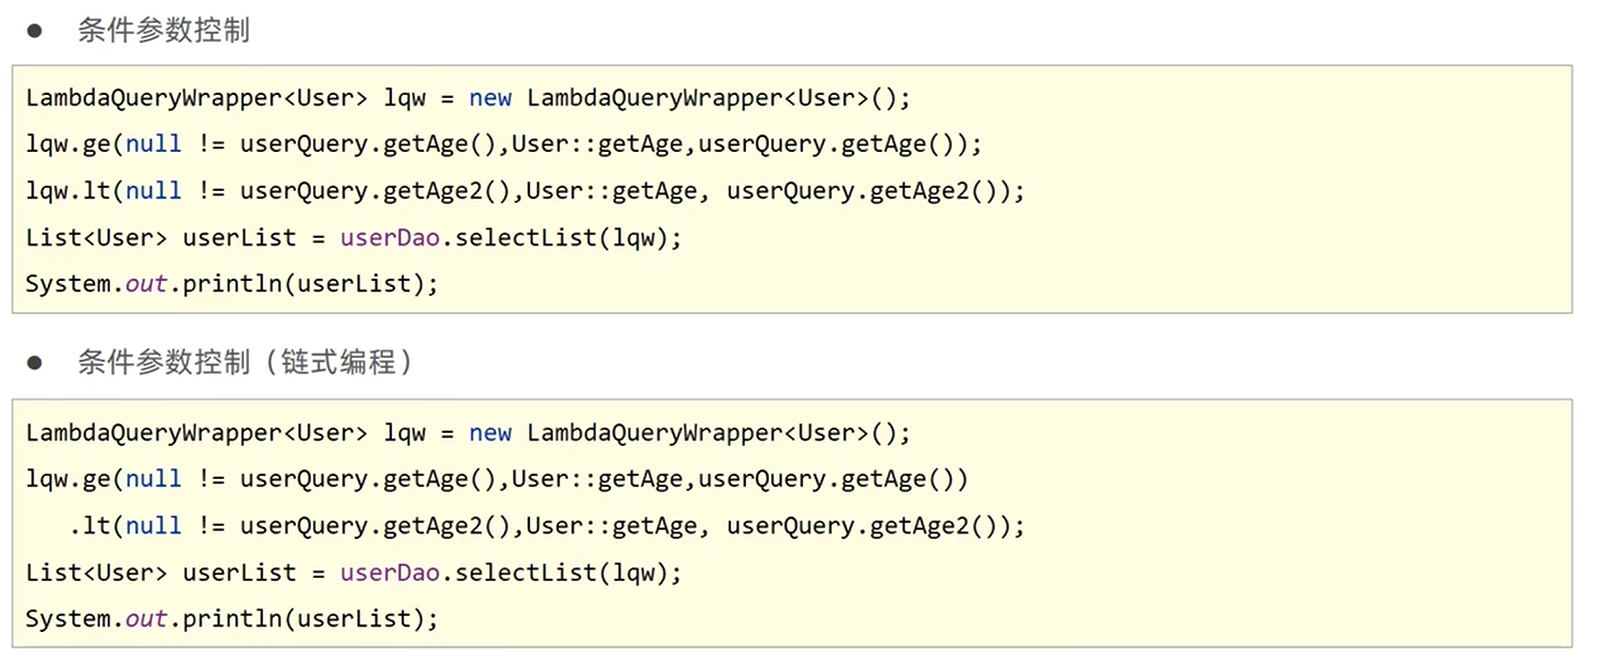 ● 条件参数控制
LambdaQueryWrapper<User> lqw = new LambdaQueryWrapper<User>();
lqw.ge(null != userQuery.getAge(),User::getAge,userQuery.getAge());
lqw.lt(null != userQuery.getAge2(),User::getAge, userQuery.getAge2());
List<User> userList = userDao.selectList(lqw);
System.out.println(userList);
● 条件参数控制（链式编程）
LambdaQueryWrapper<User> lqw = new LambdaQueryWrapper<User>();
lqw.ge(null != userQuery.getAge(),User::getAge,userQuery.getAge())
   .lt(null != userQuery.getAge2(),User::getAge, userQuery.getAge2());
List<User> userList = userDao.selectList(lqw);
System.out.println(userList);